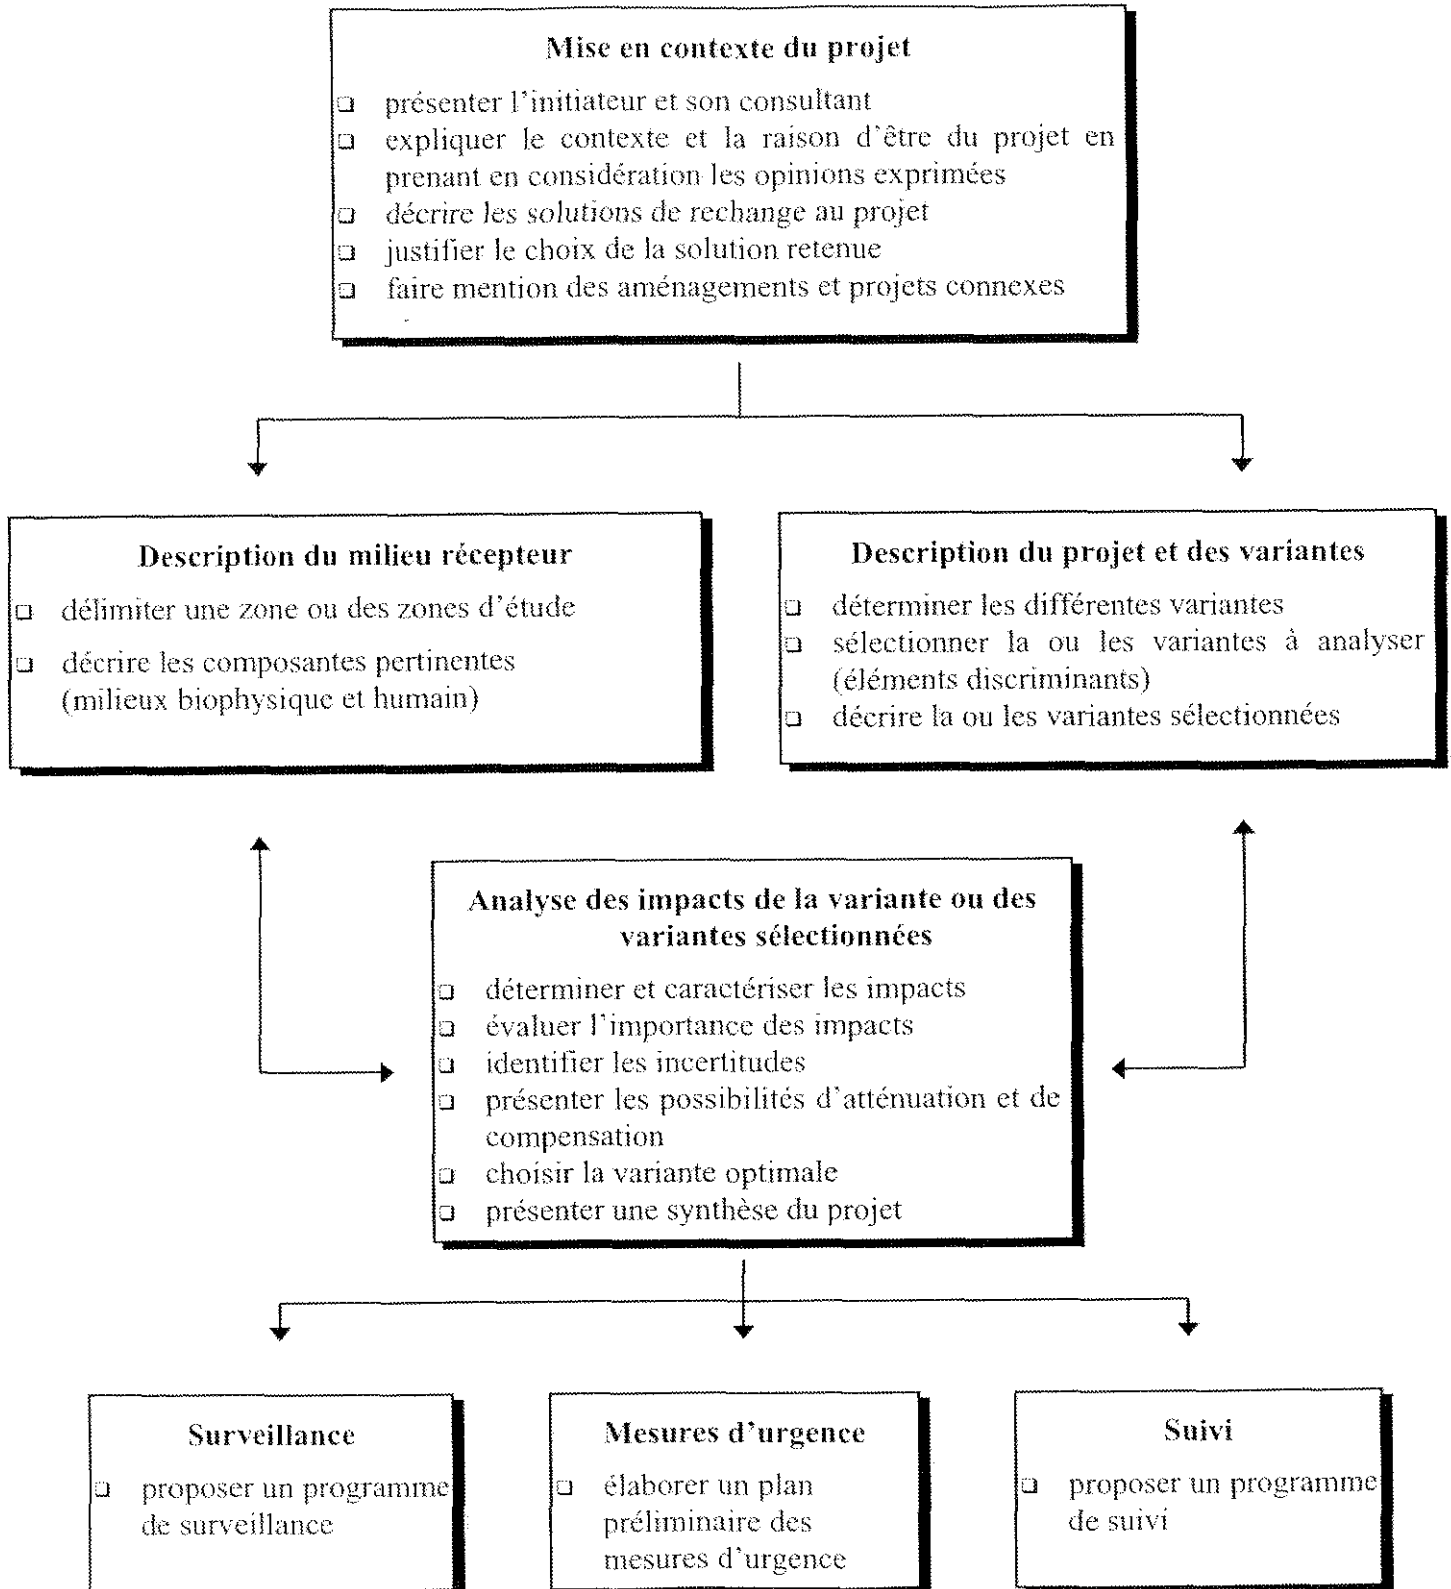 Mise en contexte du projet
❏ présenter l'initiateur et son consultant
❏ expliquer le contexte et la raison d'être du projet en
prenant en considération les opinions exprimées
❏ décrire les solutions de rechange au projet
❏ justifier le choix de la solution retenue
❏ faire mention des aménagements et projets connexes
Description du milieu récepteur
❏ délimiter une zone ou des zones d'étude
❏ décrire les composantes pertinentes
(milieux biophysique et humain)
Description du projet et des variantes
❏ déterminer les différentes variantes
❏ sélectionner la ou les variantes à analyser
(éléments discriminants)
❏ décrire la ou les variantes sélectionnées
Analyse des impacts de la variante ou des
variantes sélectionnées
❏ déterminer et caractériser les impacts
❏ évaluer l'importance des impacts
❏ identifier les incertitudes
❏ présenter les possibilités d'atténuation et de
compensation
❏ choisir la variante optimale
❏ présenter une synthèse du projet
Surveillance
❏ proposer un programme
de surveillance
Mesures d'urgence
❏ élaborer un plan
préliminaire des
mesures d'urgence
Suivi
❏ proposer un programme
de suivi